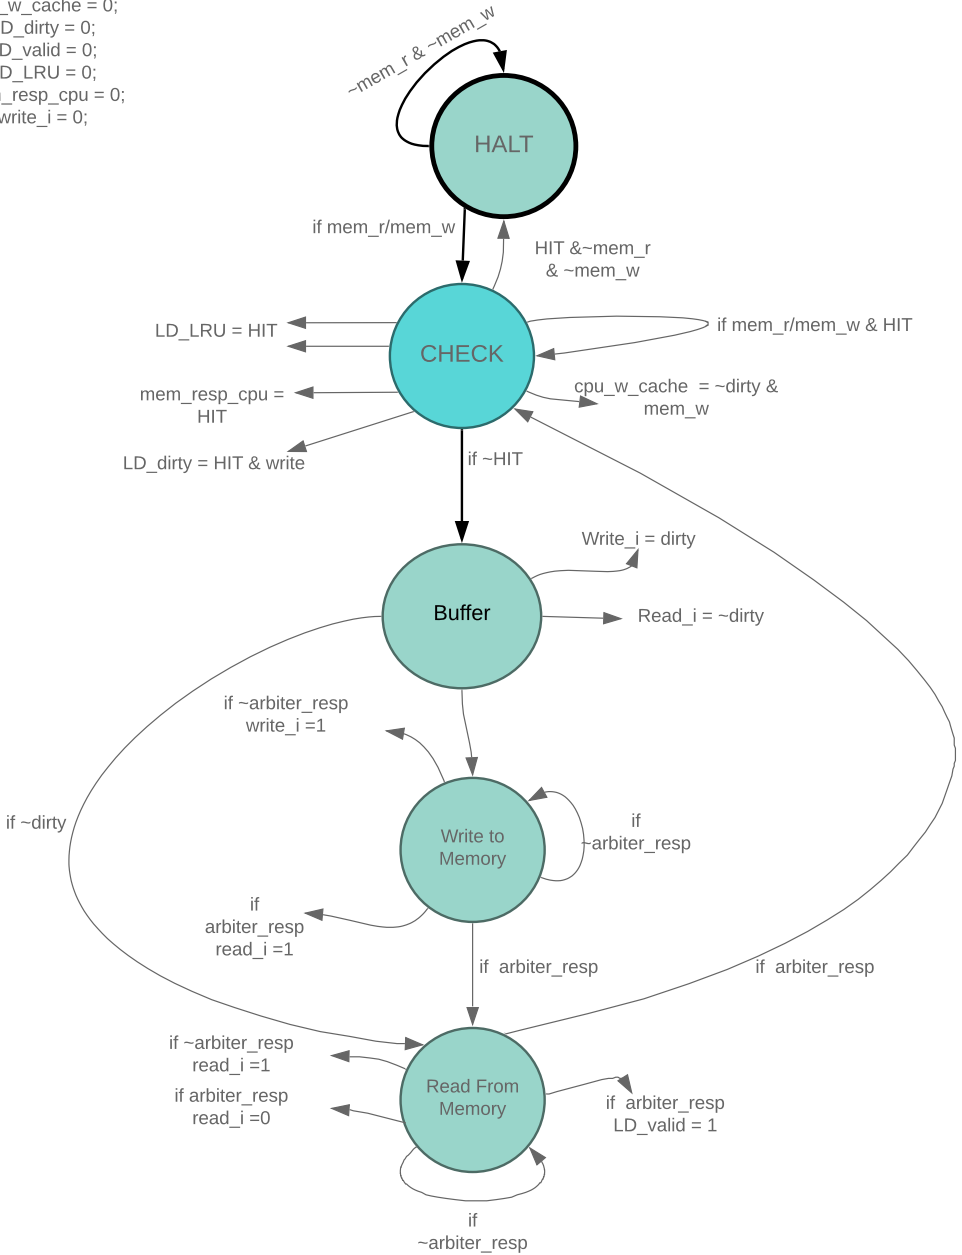 _w_cache = 0;
D_dirty = 0;
D_valid = 0;
D_LRU = 0;
_resp_cpu = 0;
write_i = 0;
~mem_r & ~mem_w
HALT
if mem_r/mem_w
HIT &~mem_r
& ~mem_w
LD_LRU = HIT
CHECK
if mem_r/mem_w & HIT
mem_resp_cpu =
HIT
cpu_w_cache  = ~dirty &
mem_w
LD_dirty = HIT & write
if ~HIT
Write_i = dirty
Buffer
Read_i = ~dirty
if ~arbiter_resp
write_i =1
if ~dirty
Write to
Memory
if
~arbiter_resp
if
arbiter_resp
read_i =1
if  arbiter_resp
if  arbiter_resp
if ~arbiter_resp
read_i =1
if arbiter_resp
read_i =0
Read From
Memory
if  arbiter_resp
LD_valid = 1
if
~arbiter_resp